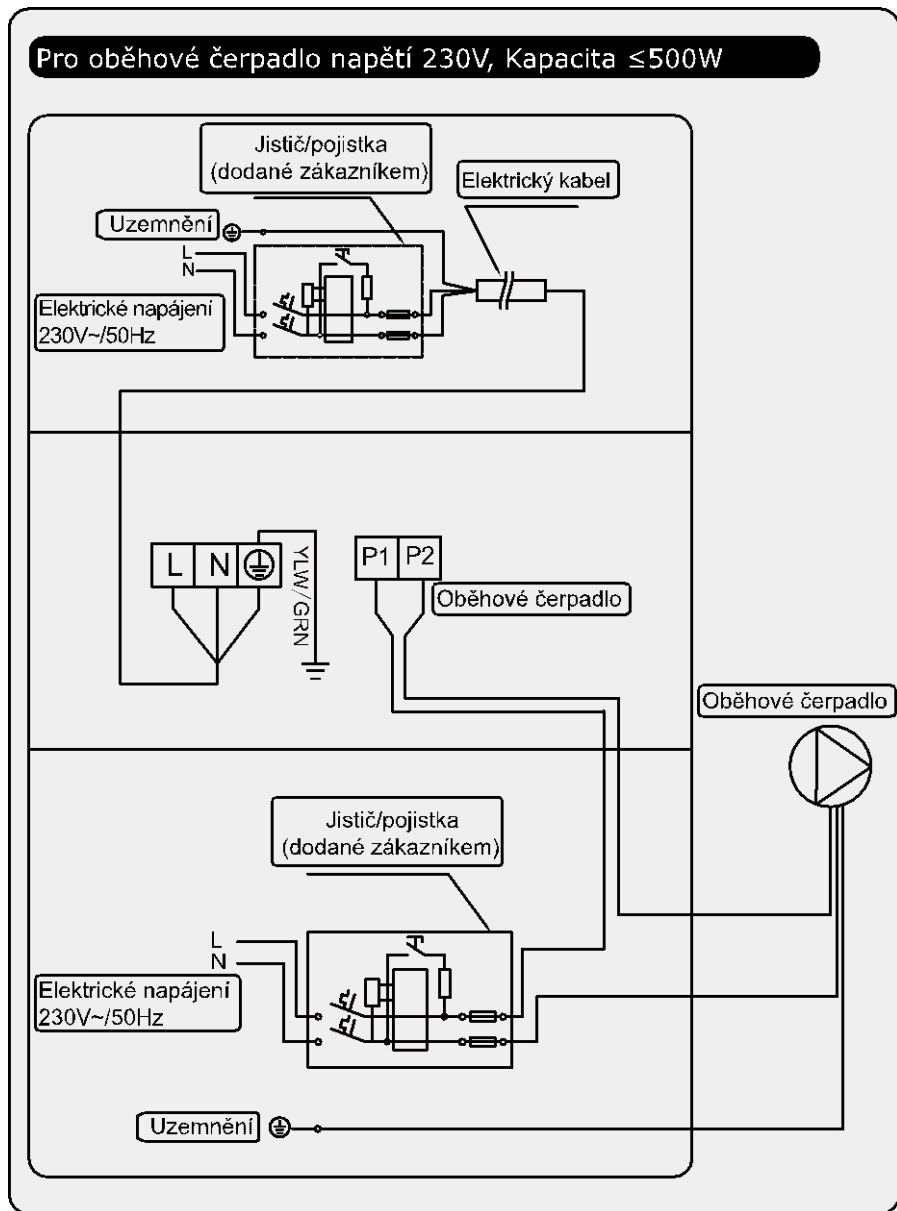 Pro oběhové čerpadlo napětí 230V, Kapacita ≤500W
Jistič/pojistka
(dodané zákazníkem)
Elektrický kabel
Uzemnění
L
N
Elektrické napájení
230V~/50Hz
L N
YLW/GRN
P1 P2
Oběhové čerpadlo
Oběhové čerpadlo
Jistič/pojistka
(dodané zákazníkem)
L
N
Elektrické napájení
230V~/50Hz
Uzemnění